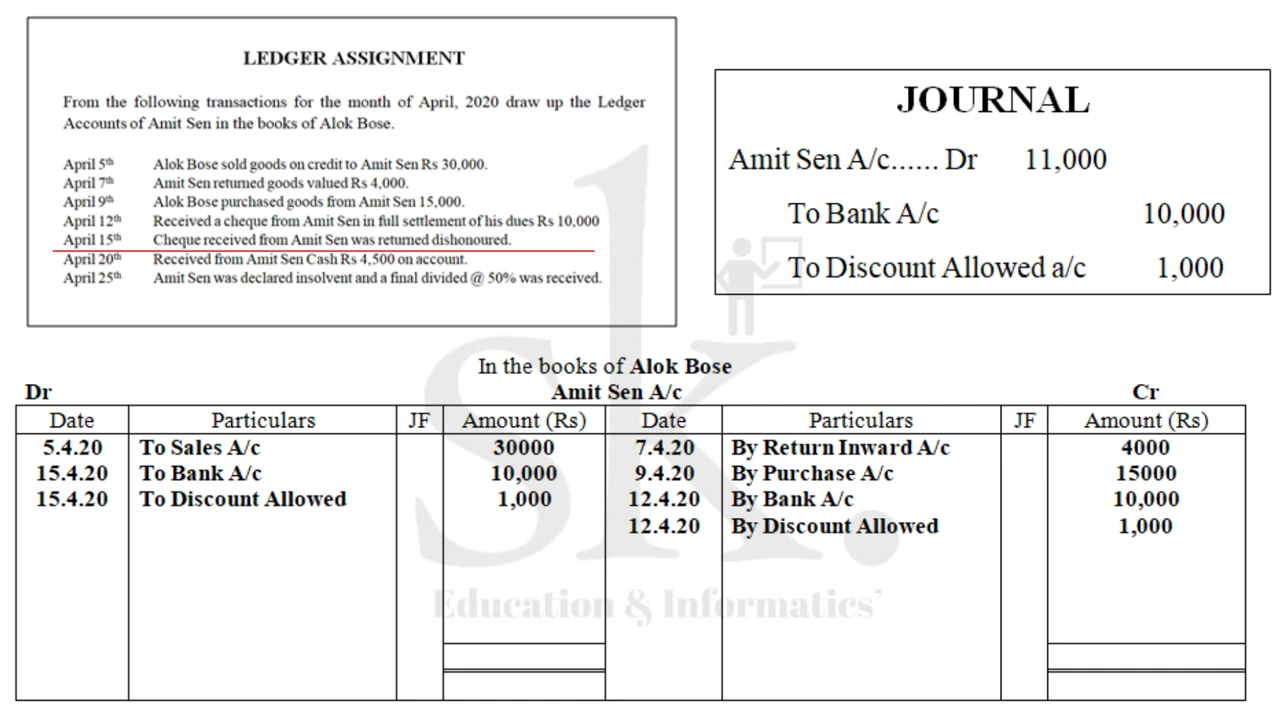 LEDGER ASSIGNMENT
From the following transactions for the month of April, 2020 draw up the Ledger
Accounts of Amit Sen in the books of Alok Bose.
April 5th Alok Bose sold goods on credit to Amit Sen Rs 30,000.
April 7th Amit Sen returned goods valued Rs 4,000.
April 9th Alok Bose purchased goods from Amit Sen 15,000.
April 12th Received a cheque from Amit Sen in full settlement of his dues Rs 10,000
April 15th Cheque received from Amit Sen was returned dishonoured.
April 20th Received from Amit Sen Cash Rs 4,500 on account.
April 25th Amit Sen was declared insolvent and a final divided @ 50% was received.
JOURNAL
Amit Sen A/c...... Dr 11,000
To Bank A/c 10,000
To Discount Allowed a/c 1,000
In the books of Alok Bose
Dr Amit Sen A/c Cr
Date Particulars JF Amount (Rs) Date Particulars JF Amount (Rs)
5.4.20 To Sales A/c 30000 7.4.20 By Return Inward A/c 4000
15.4.20 To Bank A/c 10,000 9.4.20 By Purchase A/c 15000
15.4.20 To Discount Allowed 1,000 12.4.20 By Bank A/c 10,000
12.4.20 By Discount Allowed 1,000
sk.
Education & Informatics'